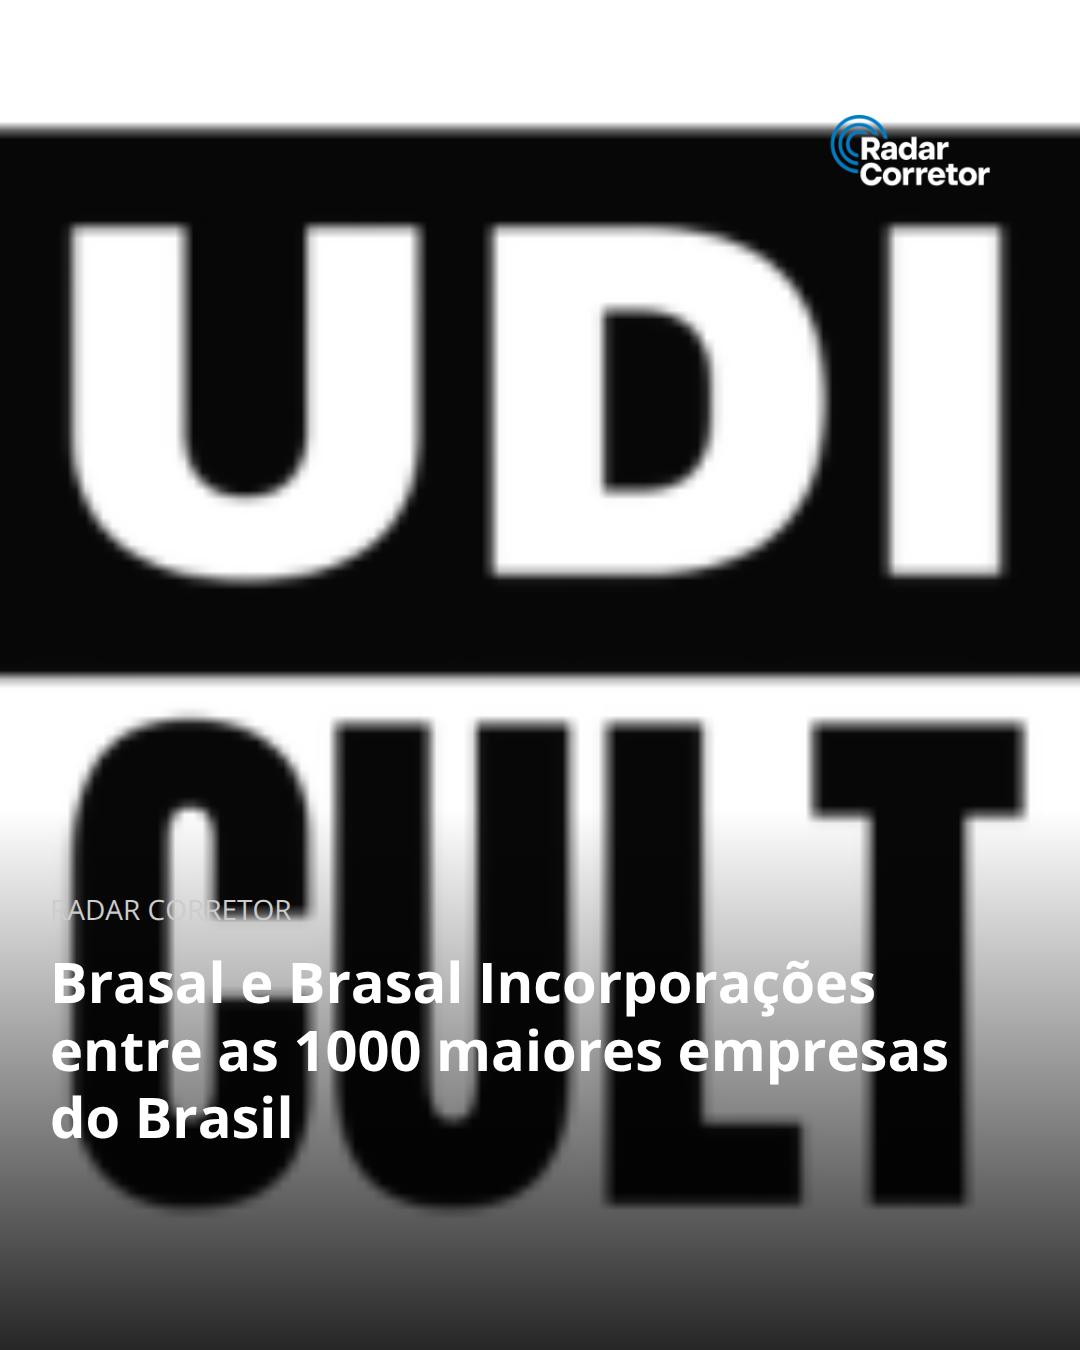 Radar
Corretor
UDI
CULT
RADAR CORRETOR
Brasal e Brasal Incorporações
entre as 1000 maiores empresas
do Brasil